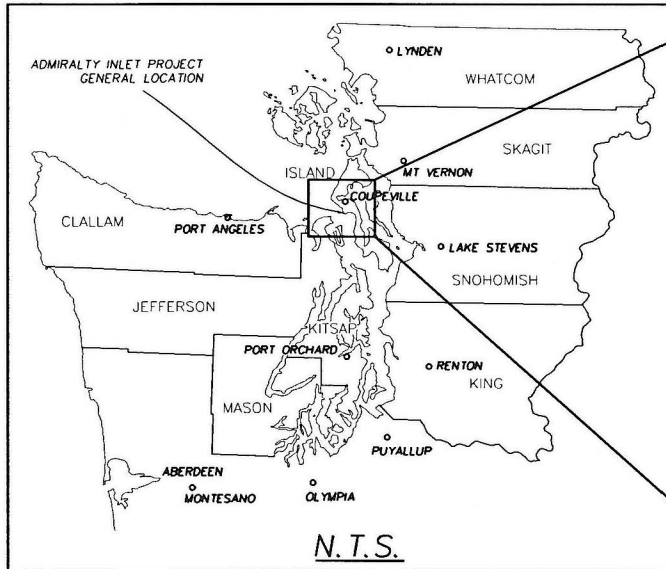 LYNDEN
ADMIRALTY INLET PROJECT
GENERAL LOCATION
WHATCOM
SKAGIT
ISLAND
MT VERNON
COUPEVILLE
CLALLAM
PORT ANGELES
LAKE STEVENS
SNOHOMISH
JEFFERSON
KITSAP
PORT ORCHARD
RENTON
KING
MASON
PUYALLUP
ABERDEEN
MONTESANO
OLYMPIA
N.T.S.